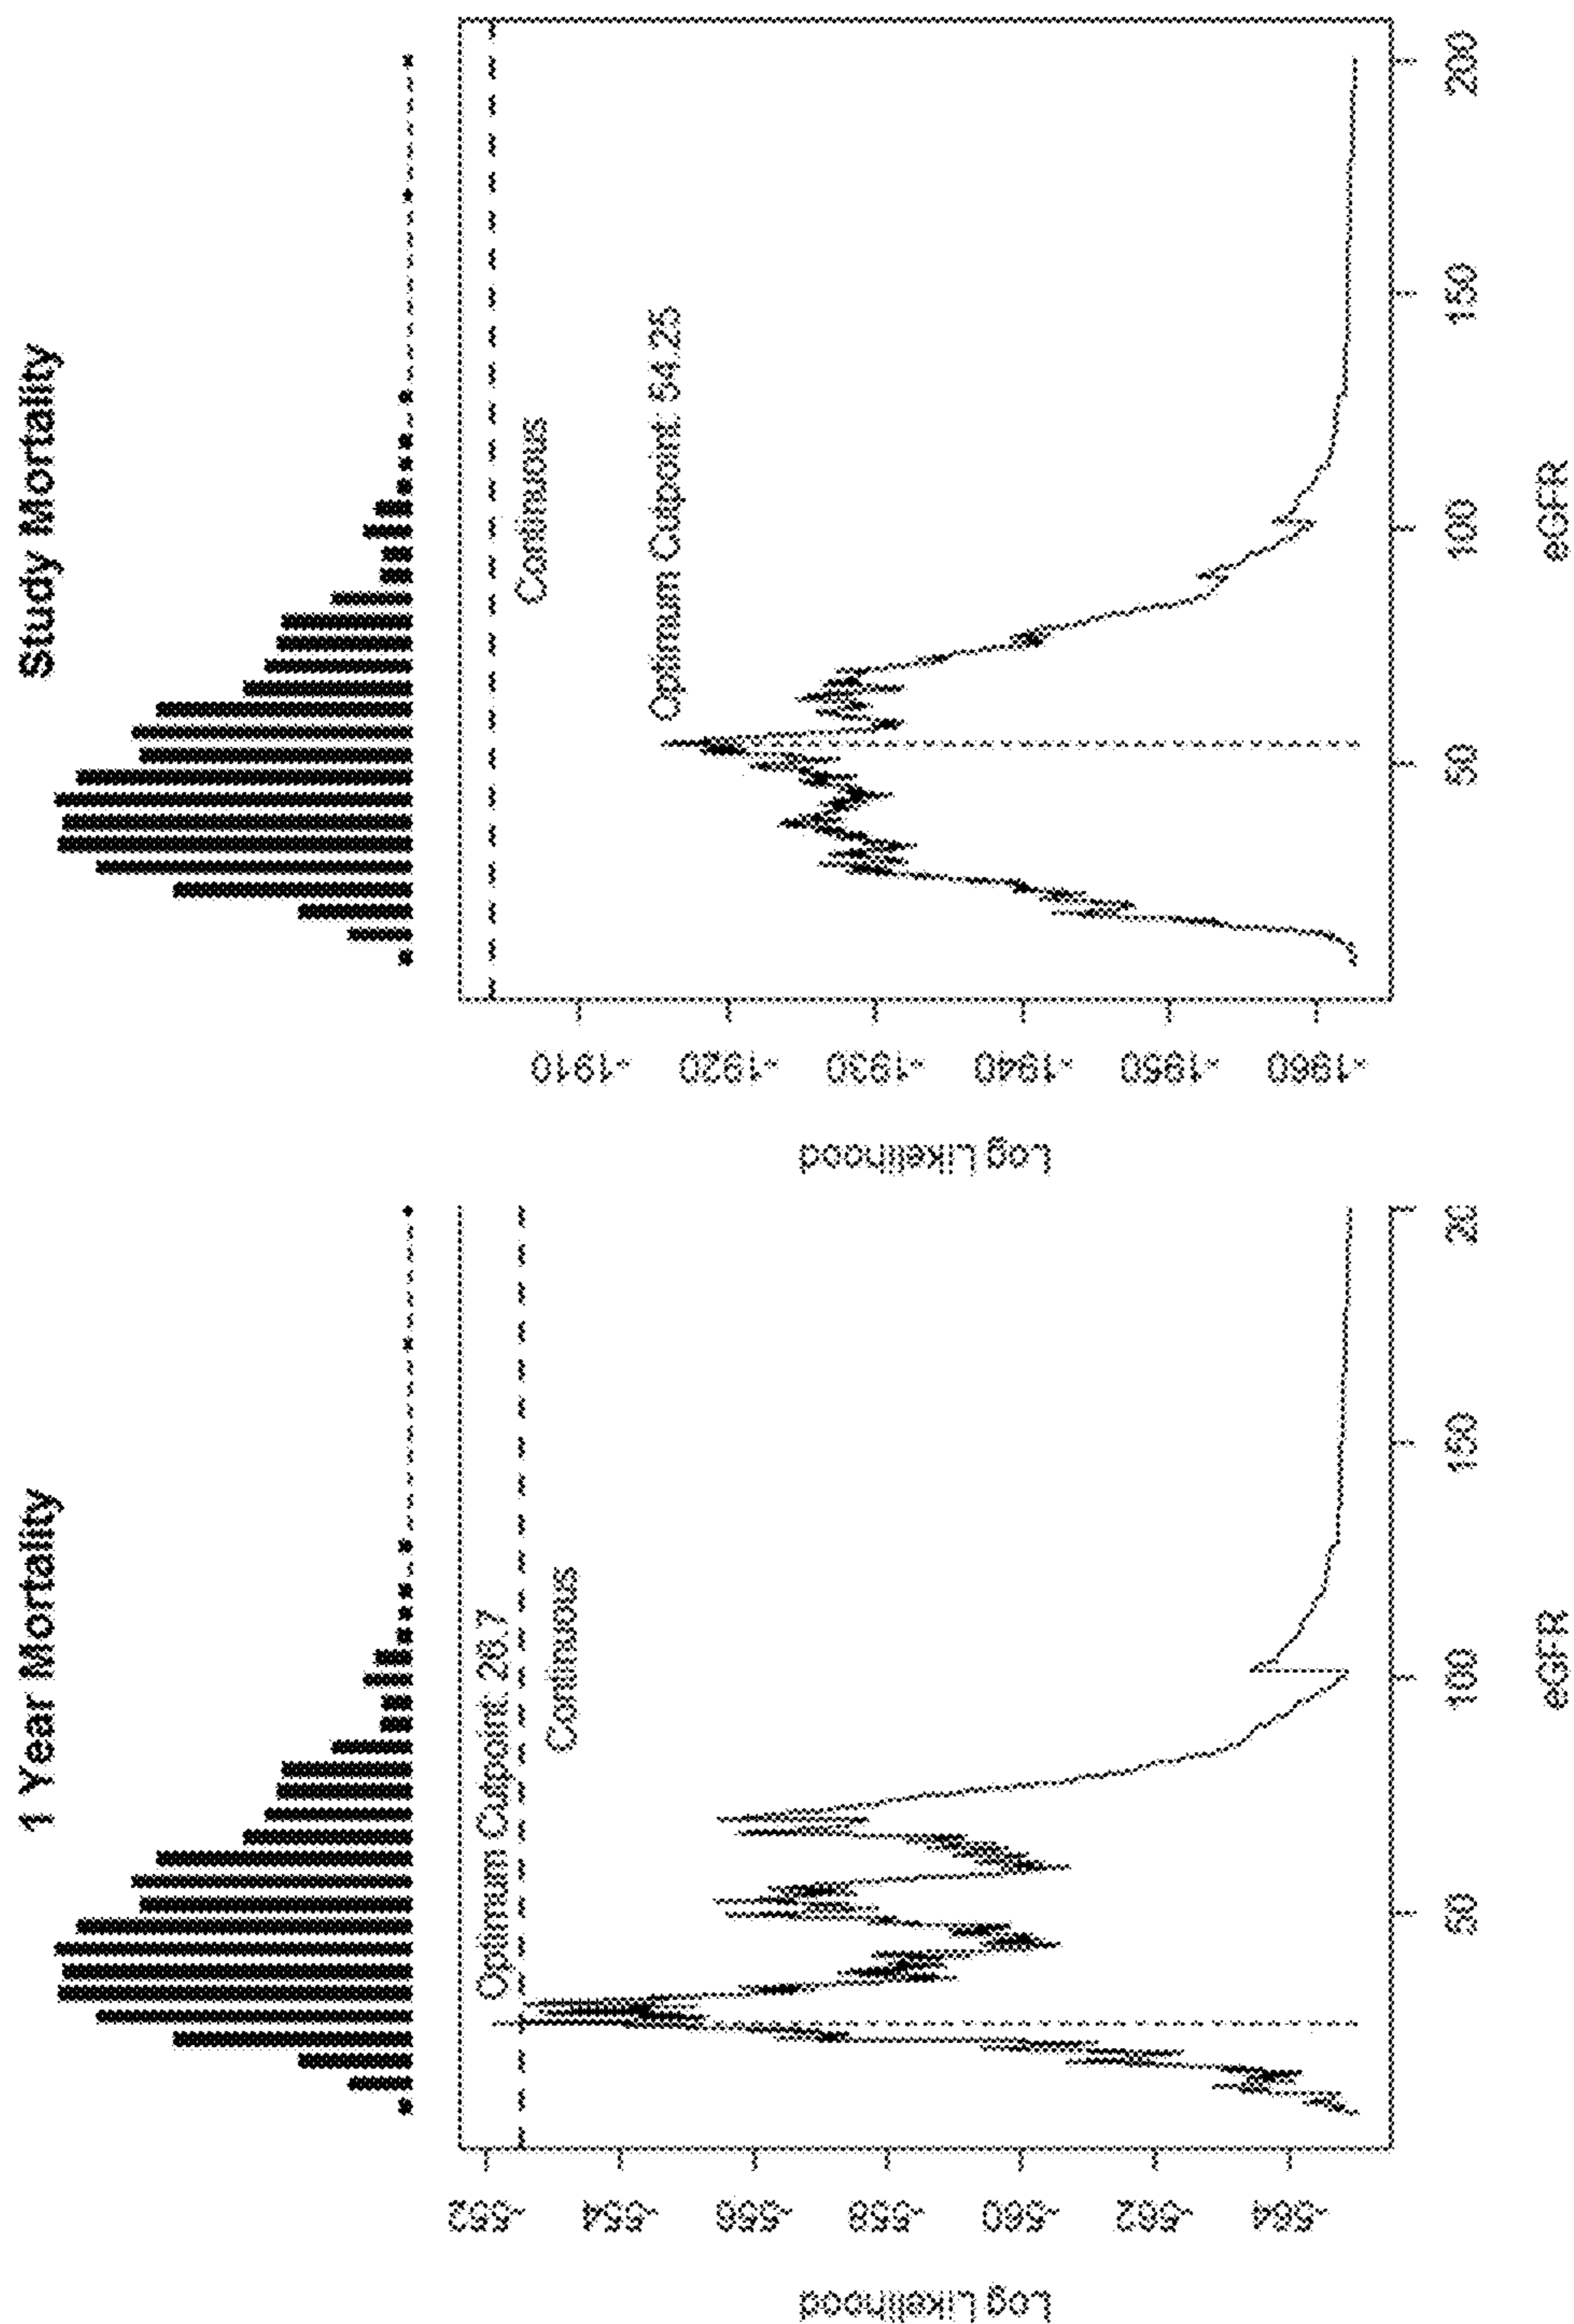 1 Year Mortality
Optimum Cutpoint: 26.7
Continuous
-552
-554
-556
-558
-560
-562
-564
Log Likelihood
50
100
150
20
eGFR
Study Mortality
Continuous
Optimum Cutpoint: 54.25
-1910
-1920
-1930
-1940
-1950
-1960
Log Likelihood
50
100
150
200
eGFR